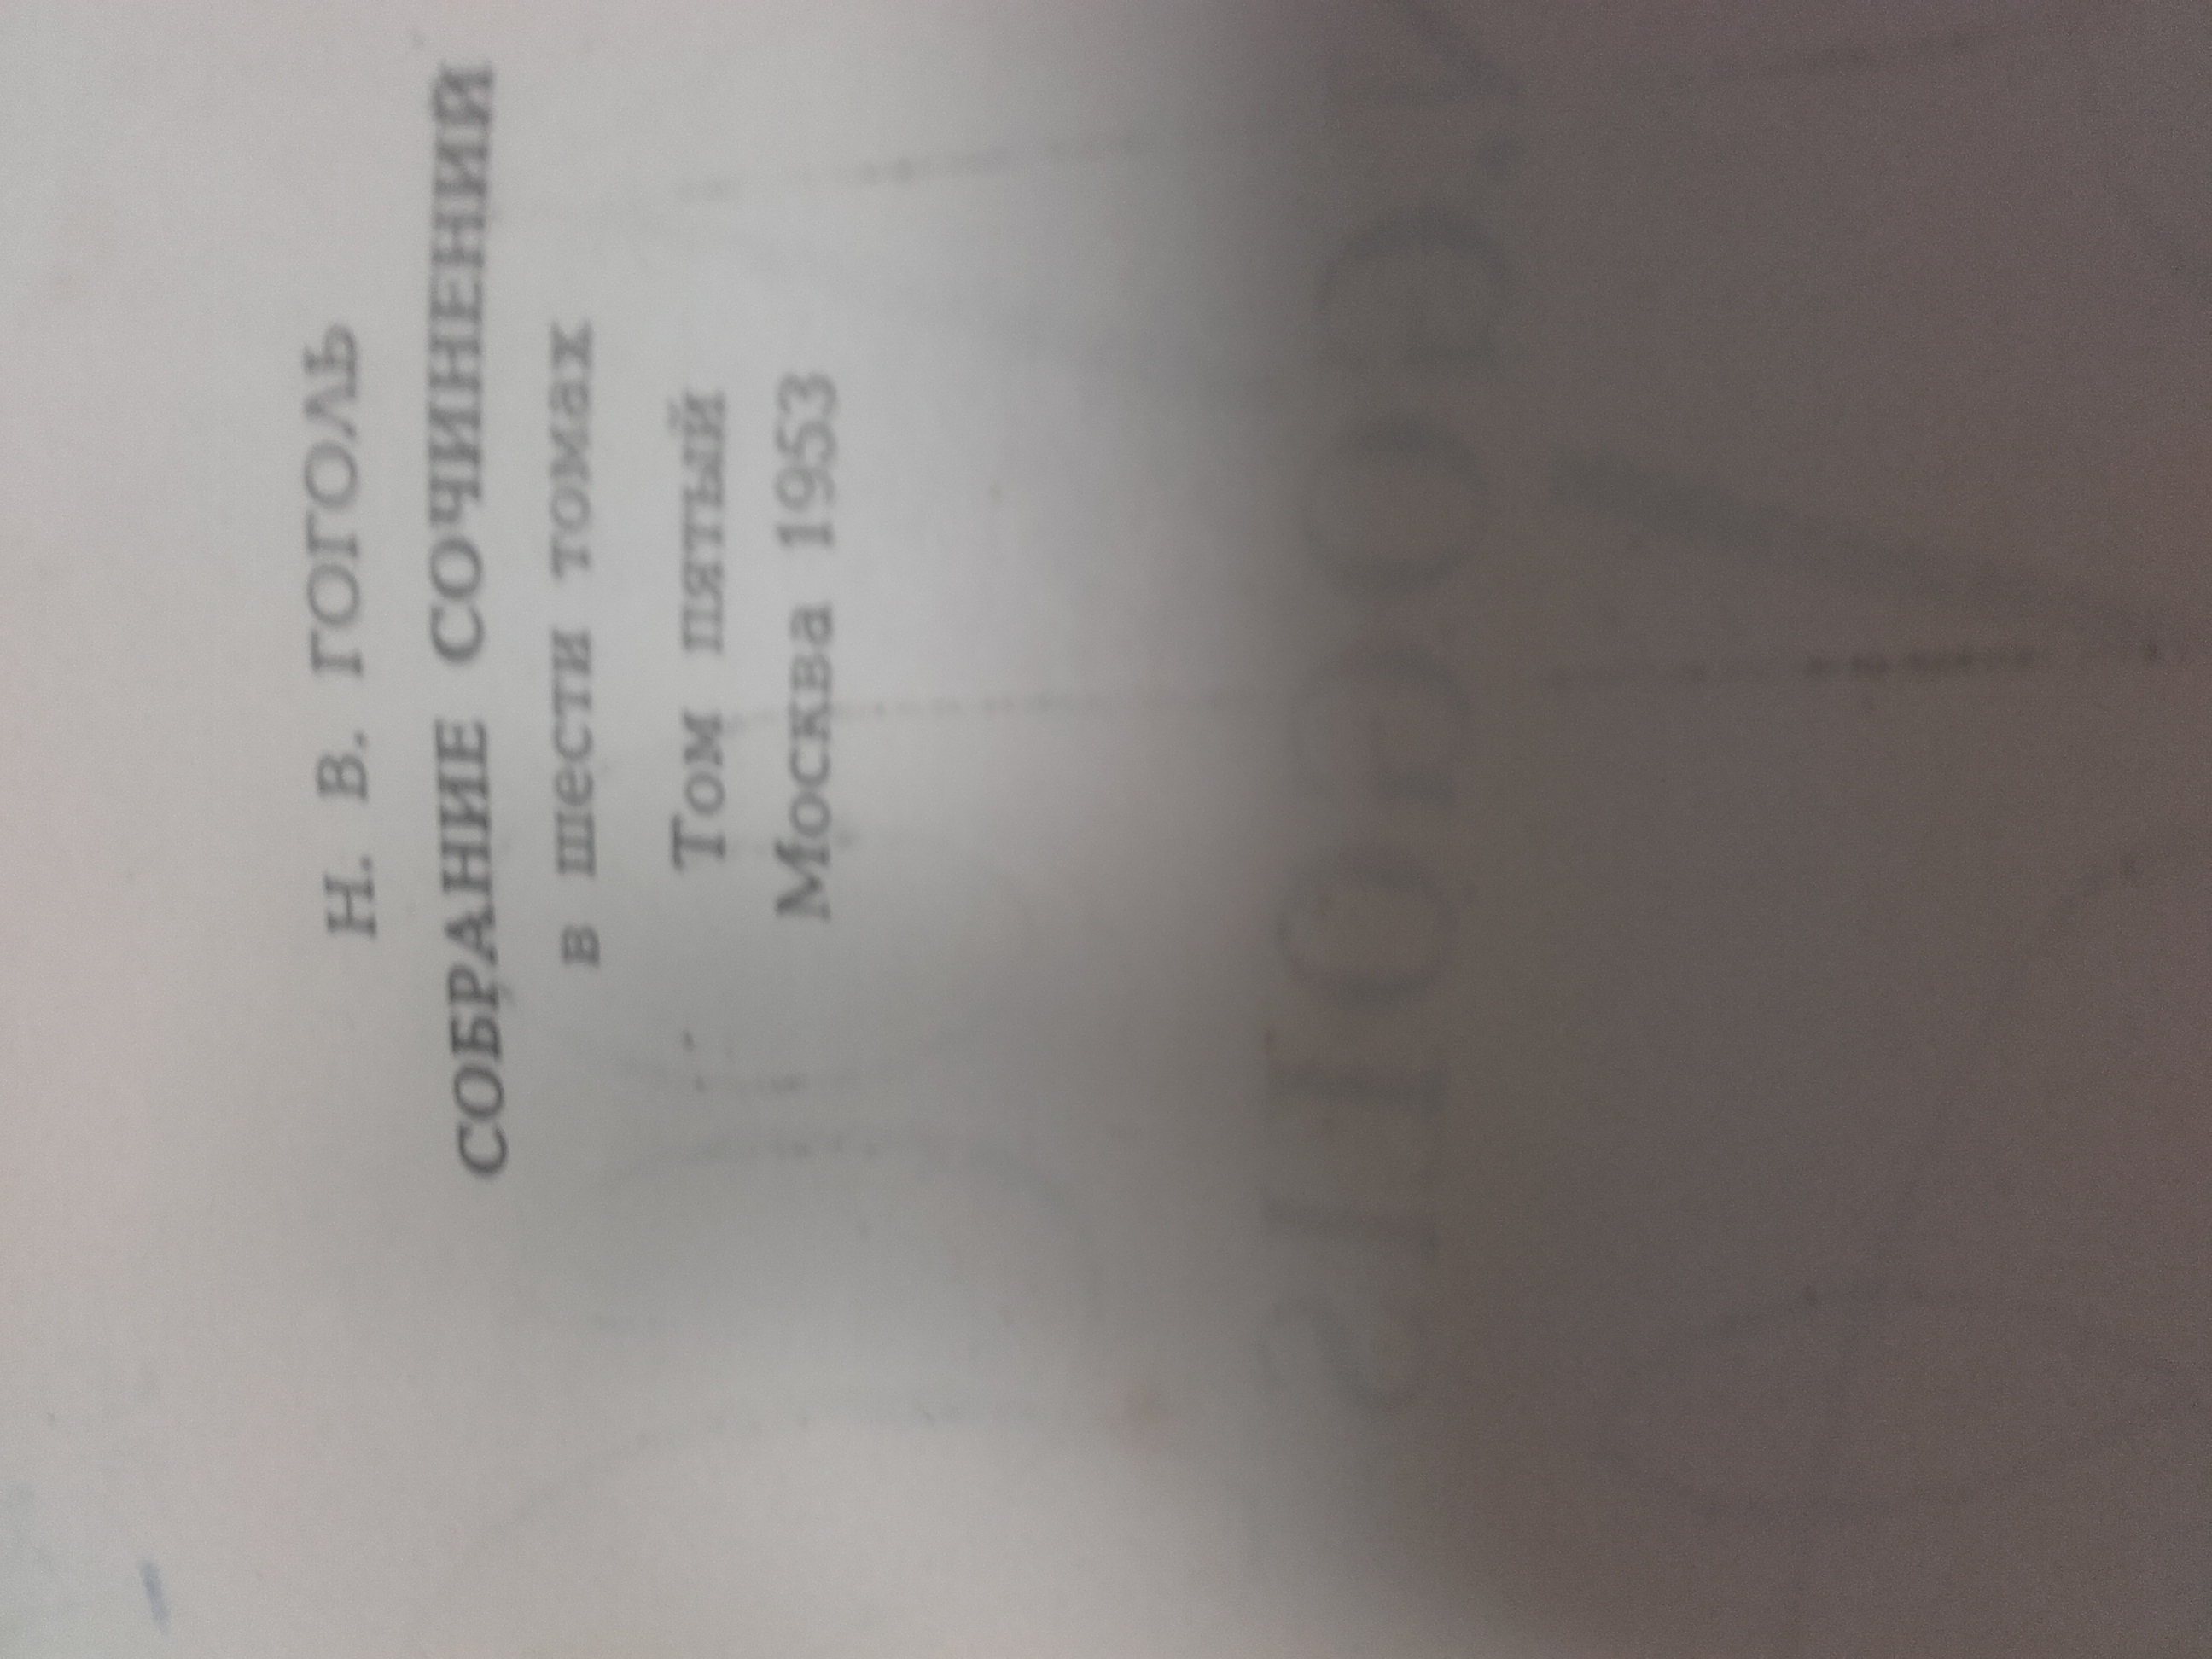 Н. В. ГОГОЛЬ
СОБРАНИЕ СОЧИНЕНИЙ
в шести томах
Том пятый
Москва 1953